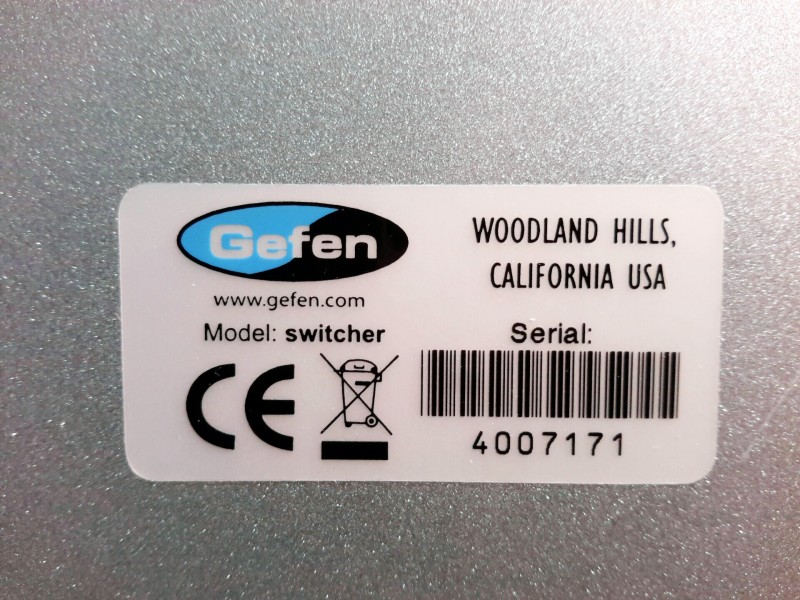 Gefen
www.gefen.com
Model: switcher
WOODLAND HILLS,
CALIFORNIA USA
Serial:
4007171
CE